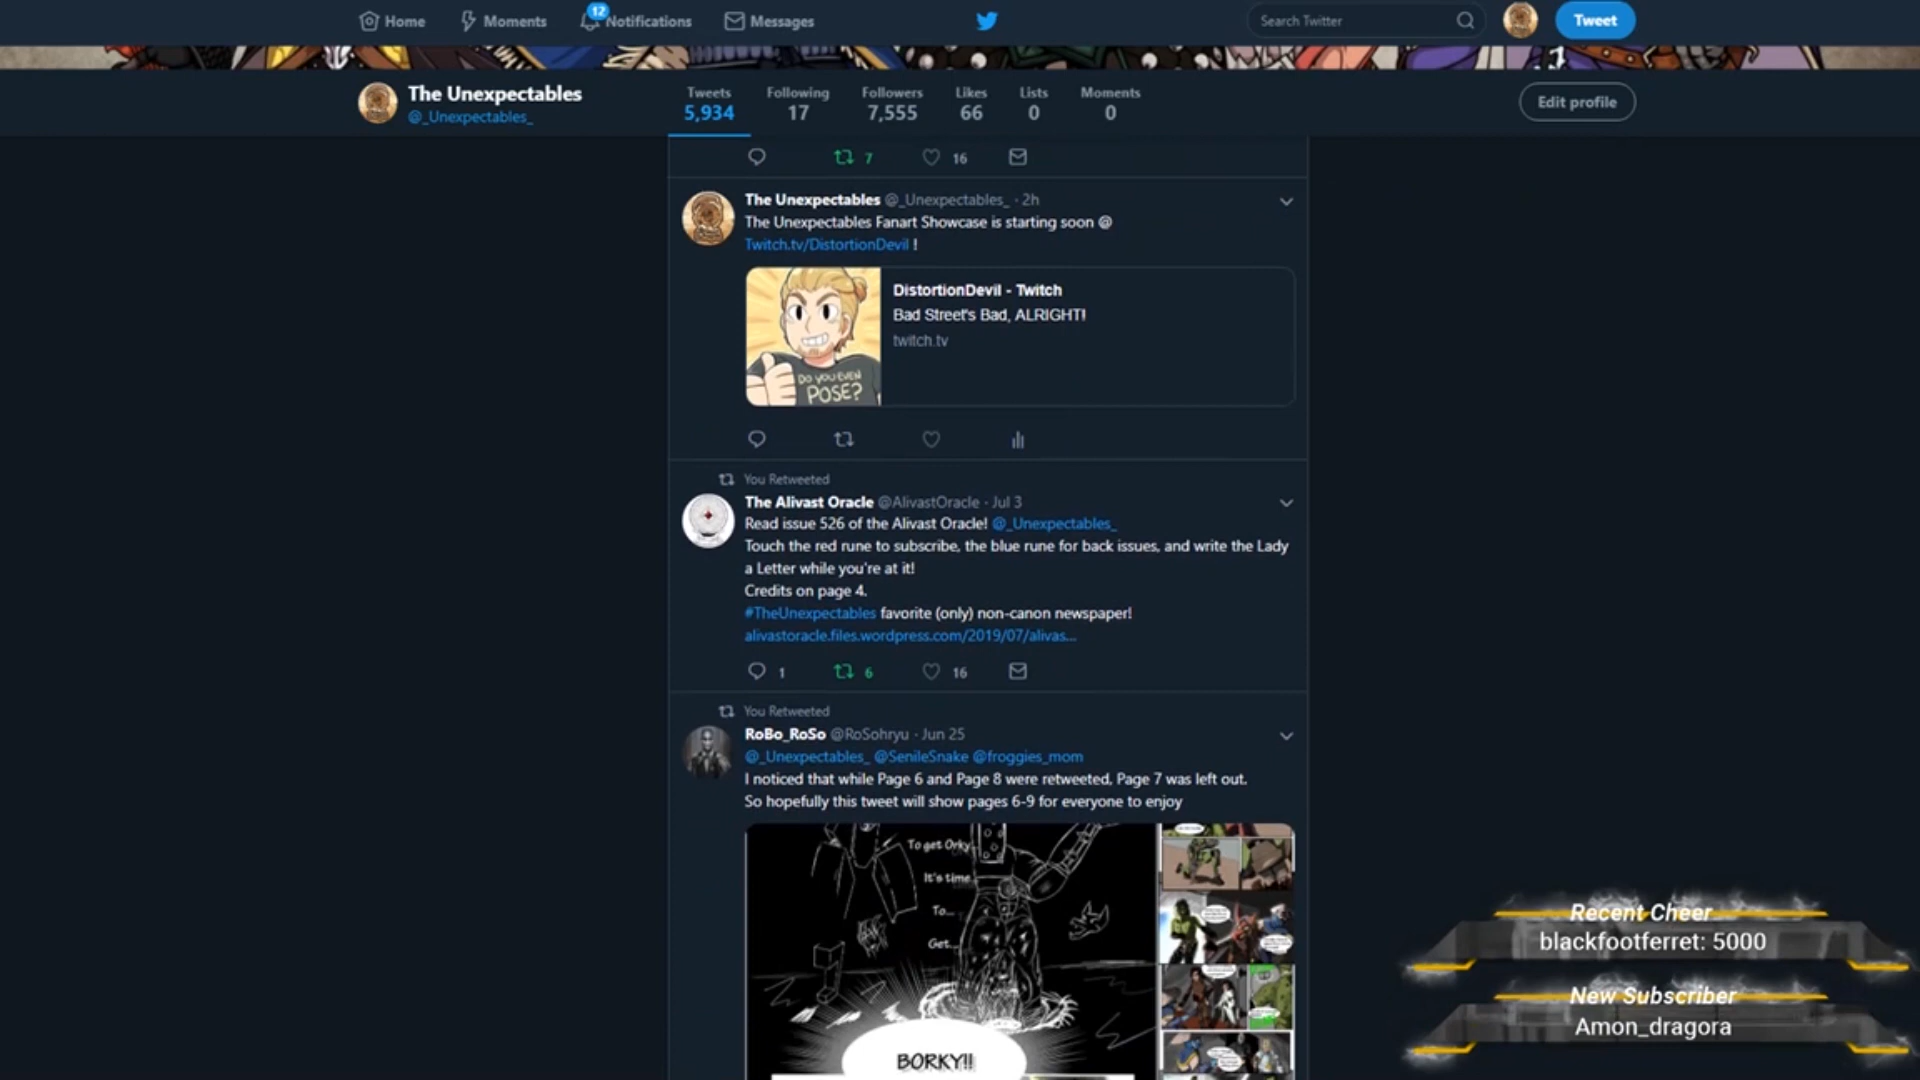 Home
Moments
12
Notifications
Messages
Search Twitter
Tweet
The Unexpectables
@_Unexpectables_
Tweets
5,934
Following
17
Followers
7,555
Likes
66
Lists
0
Moments
0
Edit profile
7
16
The Unexpectables @_Unexpectables_ · 2h
The Unexpectables Fanart Showcase is starting soon @
Twitch.tv/DistortionDevil !
DO YOU EVEN
POSE?
DistortionDevil - Twitch
Bad Street's Bad, ALRIGHT!
twitch.tv
You Retweeted
The Alivast Oracle @AlivastOracle · Jul 3
Read issue 526 of the Alivast Oracle! @_Unexpectables_
Touch the red rune to subscribe, the blue rune for back issues, and write the Lady
a Letter while you're at it!
Credits on page 4.
#TheUnexpectables favorite (only) non-canon newspaper!
alivastoracle.files.wordpress.com/2019/07/alivas...
1
6
16
You Retweeted
RoBo_RoSo @RoSohryu · Jun 25
@_Unexpectables_ @SenileSnake @froggies_mom
I noticed that while Page 6 and Page 8 were retweeted, Page 7 was left out.
So hopefully this tweet will show pages 6-9 for everyone to enjoy
To get Orky
It's time
To...
Get...
BORKY!!
Recent Cheer
blackfootferret: 5000
New Subscriber
Amon_dragora